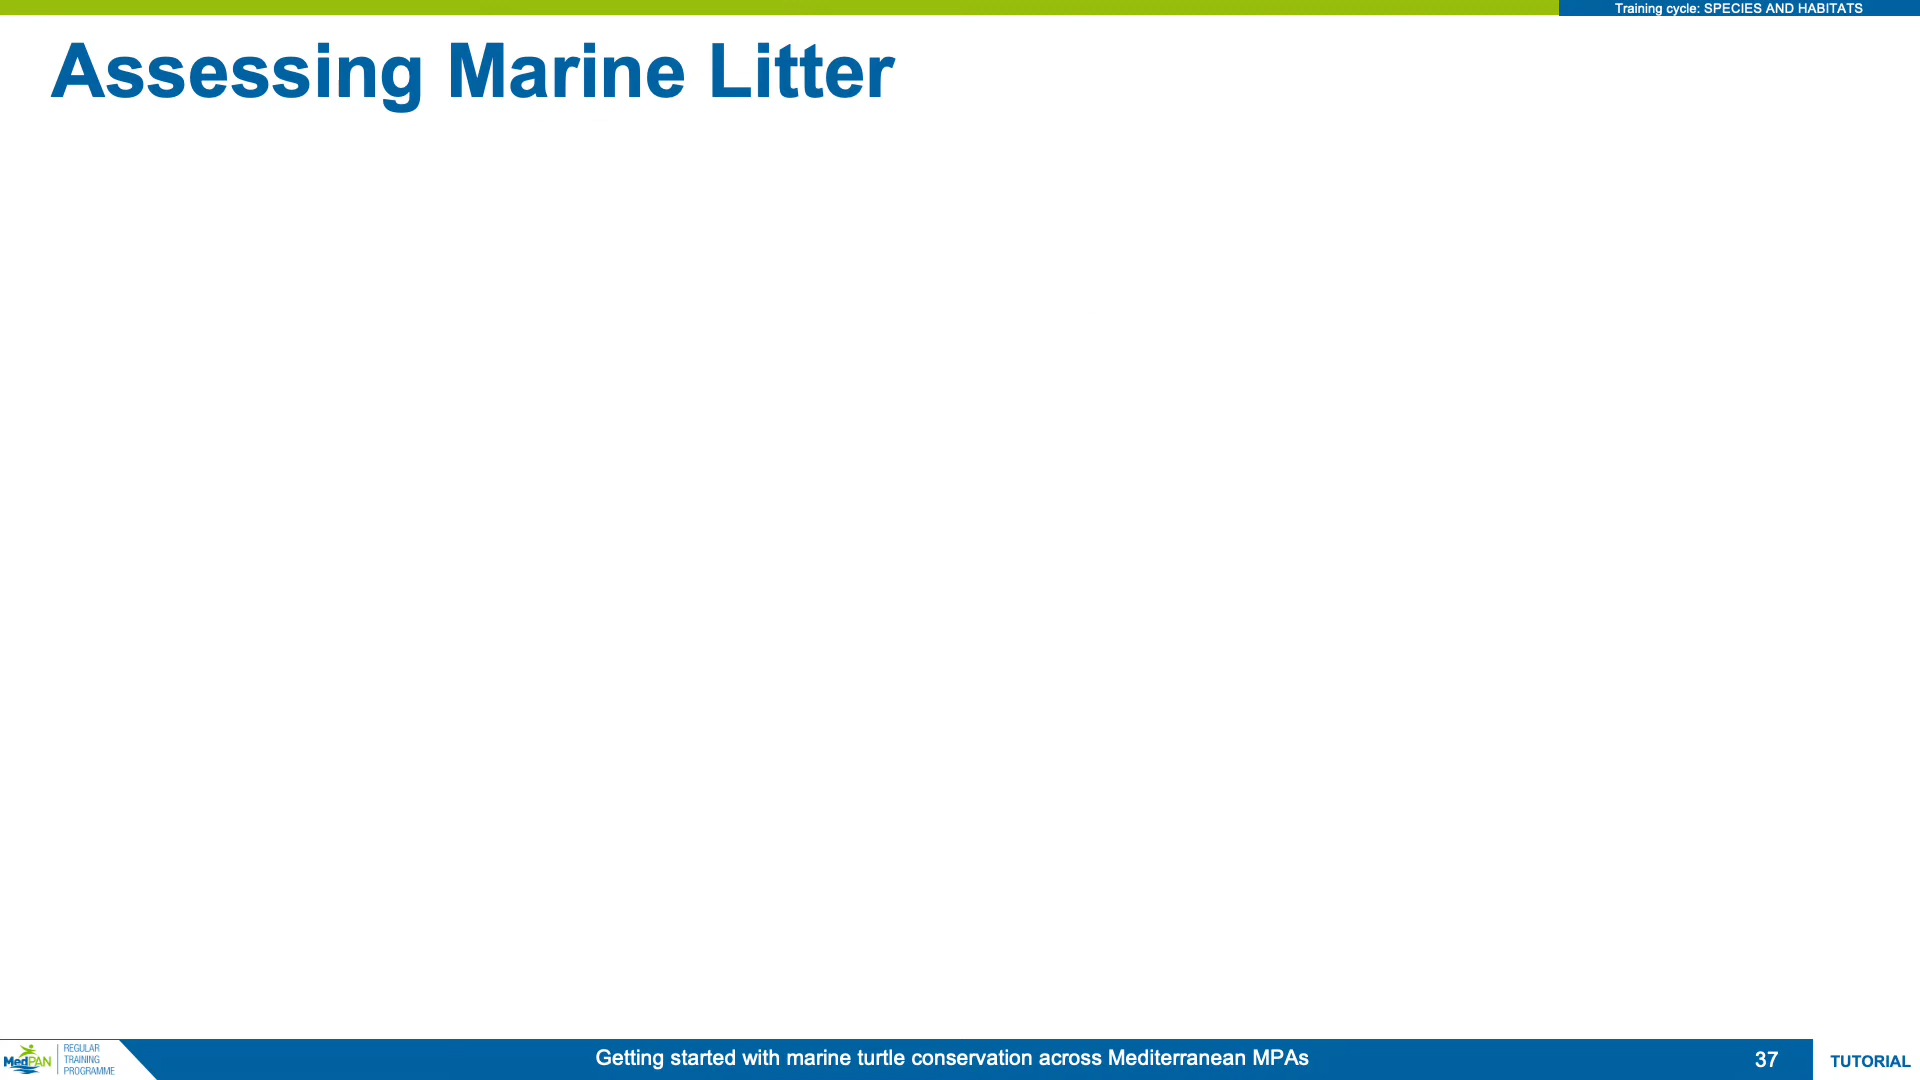 Training cycle: SPECIES AND HABITATS
Assessing Marine Litter
MedPAN
REGULAR
TRAINING
PROGRAMME
Getting started with marine turtle conservation across Mediterranean MPAs
37
TUTORIAL